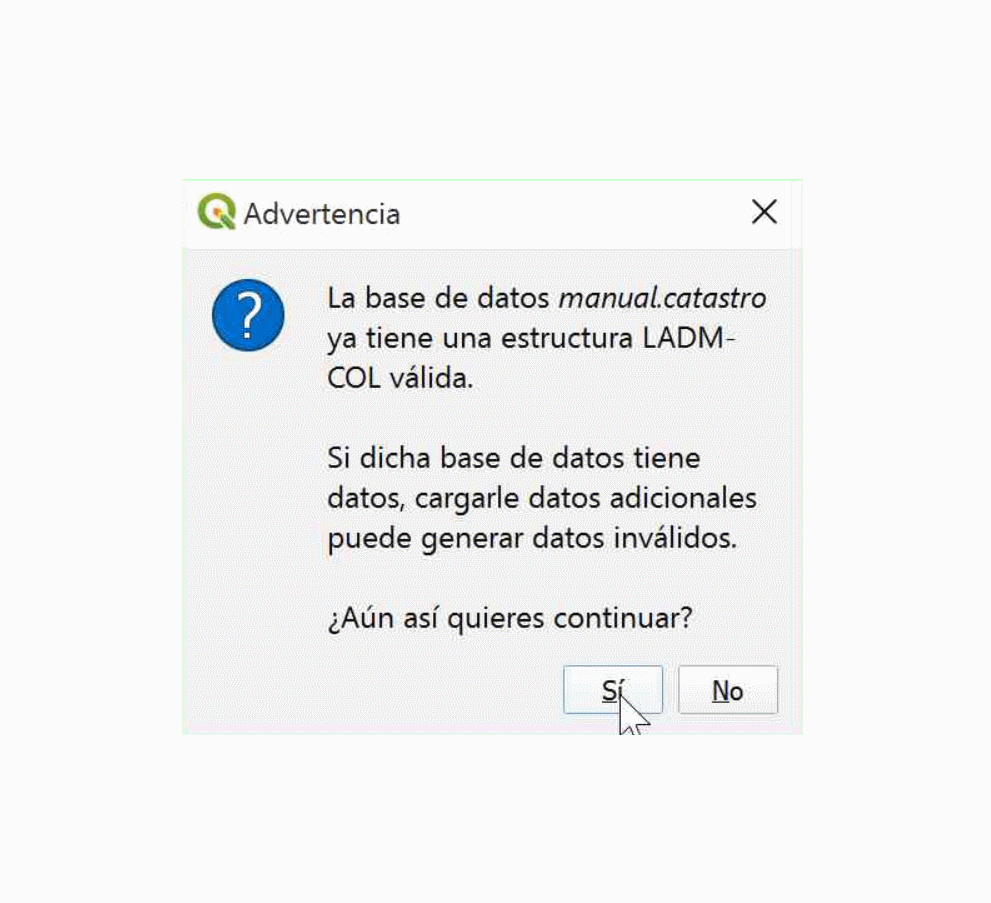 Advertencia
La base de datos manual.catastro
ya tiene una estructura LADM-
COL válida.
Si dicha base de datos tiene
datos, cargarle datos adicionales
puede generar datos inválidos.
¿Aún así quieres continuar?
Sí No